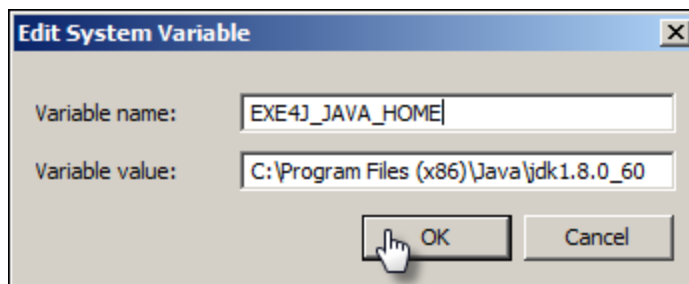 Edit System Variable
Variable name: EXE4J_JAVA_HOME
Variable value: C:\Program Files (x86)\Java\jdk1.8.0_60
OK Cancel